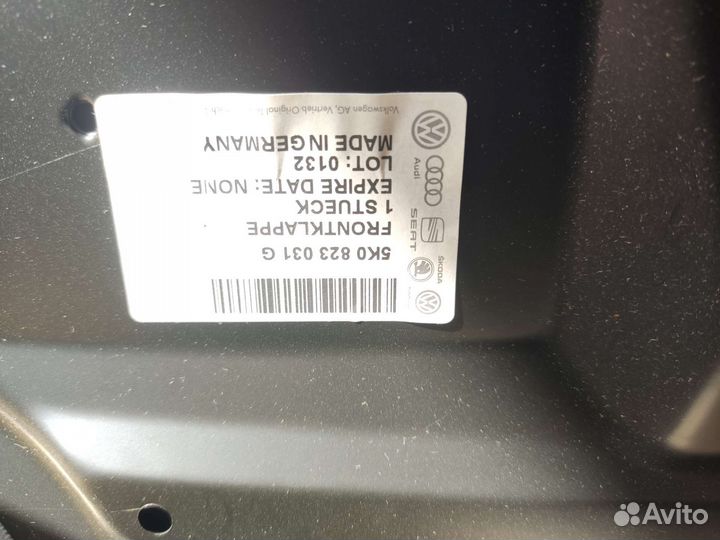 5K0 823 031 G
FRONTKLAPPE
1 STUECK
EXPIRE DATE: NONE
LOT: 0132
MADE IN GERMANY
Volkswagen AG, Vertrieb Original
ŠKODA
SEAT
Audi
Avito